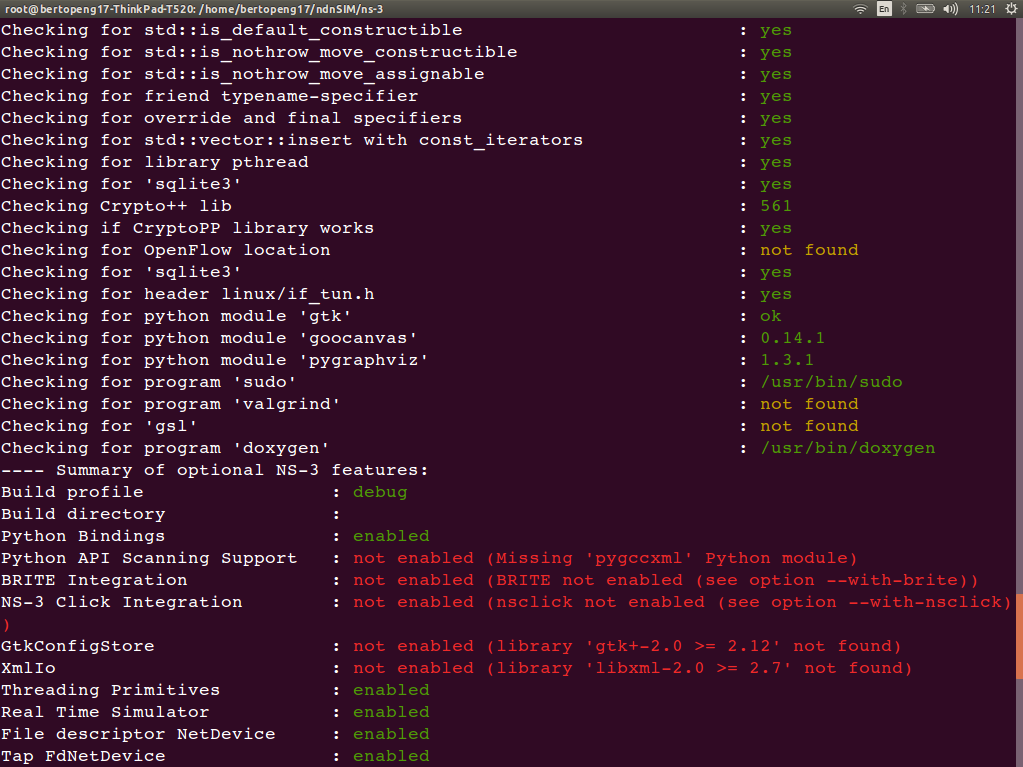 root@bertopeng17-ThinkPad-T520: /home/bertopeng17/ndnSIM/ns-3 En 11:21
Checking for std::is_default_constructible : yes
Checking for std::is_nothrow_move_constructible : yes
Checking for std::is_nothrow_move_assignable : yes
Checking for friend typename-specifier : yes
Checking for override and final specifiers : yes
Checking for std::vector::insert with const_iterators : yes
Checking for library pthread : yes
Checking for 'sqlite3' : yes
Checking Crypto++ lib : 561
Checking if CryptoPP library works : yes
Checking for OpenFlow location : not found
Checking for 'sqlite3' : yes
Checking for header linux/if_tun.h : yes
Checking for python module 'gtk' : ok
Checking for python module 'goocanvas' : 0.14.1
Checking for python module 'pygraphviz' : 1.3.1
Checking for program 'sudo' : /usr/bin/sudo
Checking for program 'valgrind' : not found
Checking for 'gsl' : not found
Checking for program 'doxygen' : /usr/bin/doxygen
---- Summary of optional NS-3 features:
Build profile : debug
Build directory :
Python Bindings : enabled
Python API Scanning Support : not enabled (Missing 'pygccxml' Python module)
BRITE Integration : not enabled (BRITE not enabled (see option --with-brite))
NS-3 Click Integration : not enabled (nsclick not enabled (see option --with-nsclick)
)
GtkConfigStore : not enabled (library 'gtk+-2.0 >= 2.12' not found)
XmlIo : not enabled (library 'libxml-2.0 >= 2.7' not found)
Threading Primitives : enabled
Real Time Simulator : enabled
File descriptor NetDevice : enabled
Tap FdNetDevice : enabled